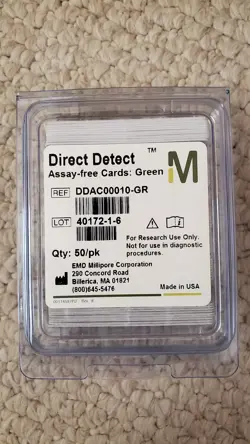 Direct Detect ™
Assay-free Cards: Green
M
REF DDAC00010-GR
LOT 40172-1-6
For Research Use Only.
Not for use in diagnostic
procedures.
Qty: 50/pk
EMD Millipore Corporation
290 Concord Road
Billerica, MA 01821
(800)645-5476
Made in USA